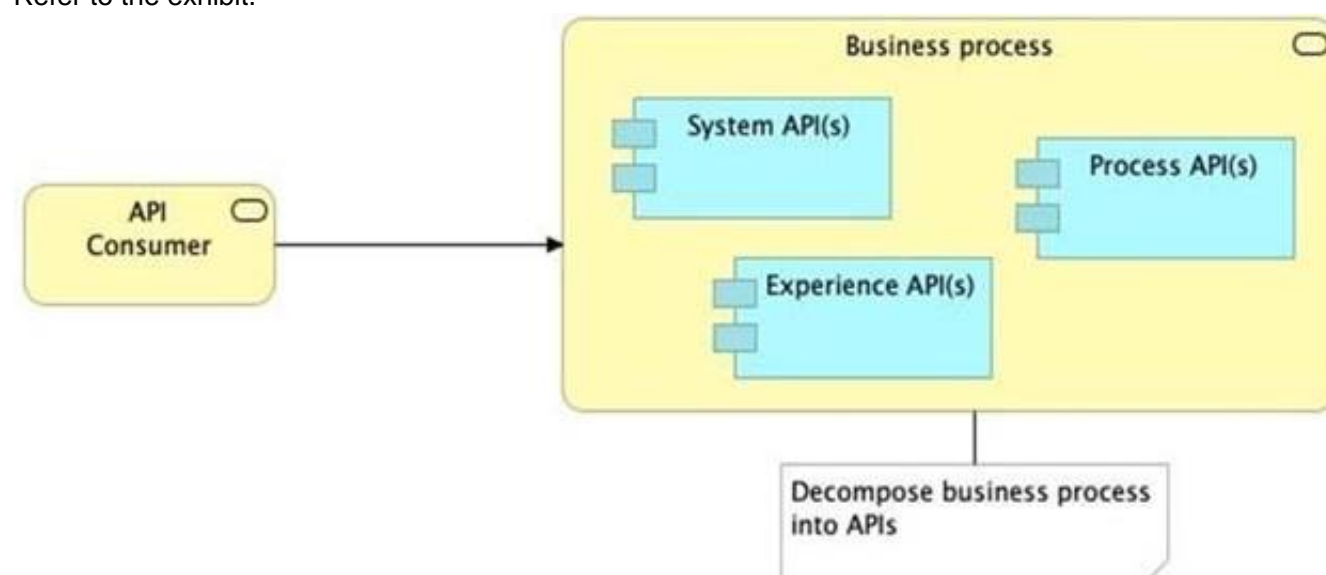 Refer to the exhibit.
Business process
System API(s)
Process API(s)
API
Consumer
Experience API(s)
Decompose business process
into APIs